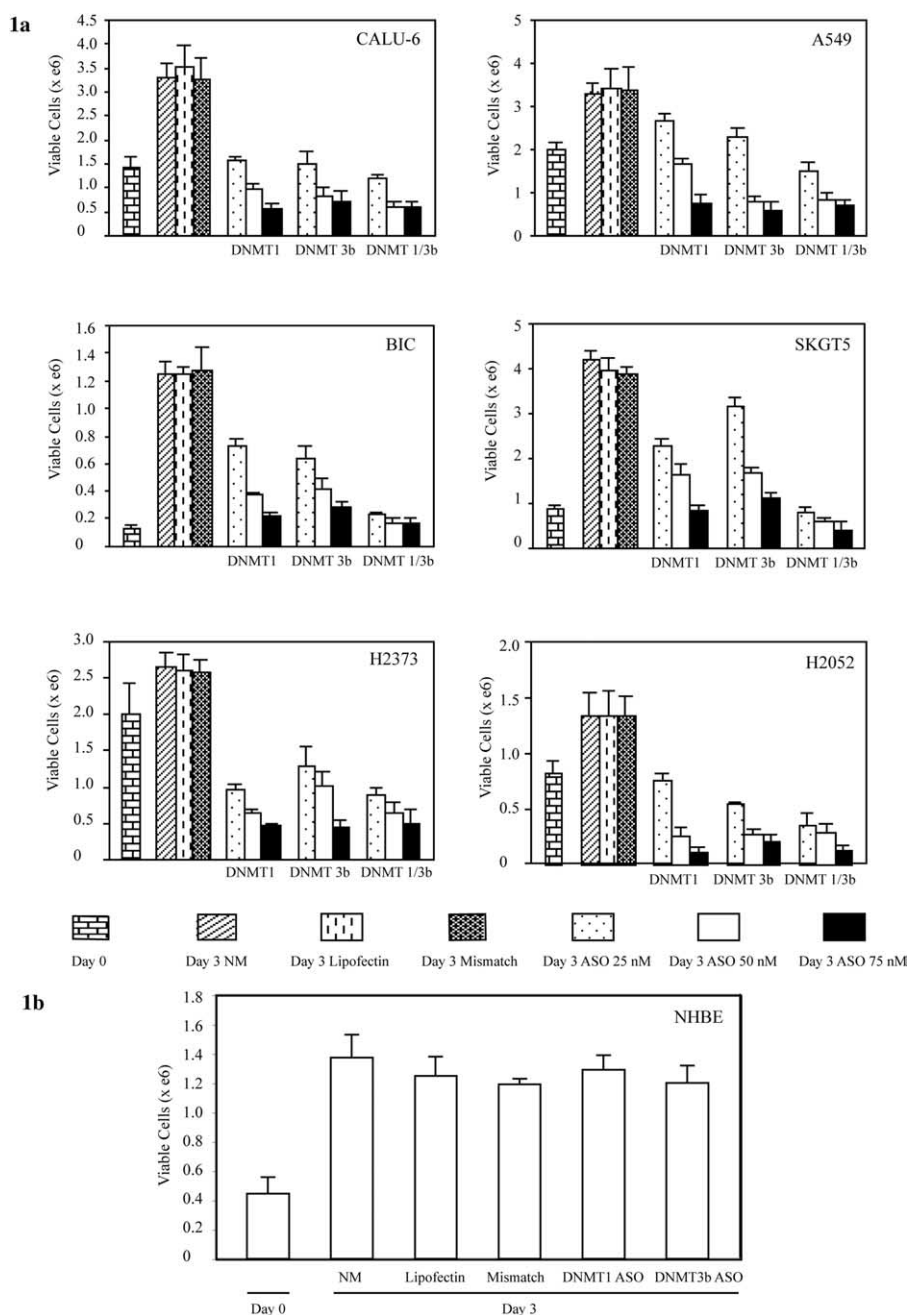 1a
CALU-6
Viable Cells (x e6)
4.5
4.0
3.5
3.0
2.5
2.0
1.5
1.0
0.5
0
DNMT1 DNMT 3b DNMT 1/3b
A549
Viable Cells (x e6)
5
4
3
2
1
0
DNMT1 DNMT 3b DNMT 1/3b
BIC
Viable Cells (x e6)
1.6
1.4
1.2
1.0
0.8
0.6
0.4
0.2
0
DNMT1 DNMT 3b DNMT 1/3b
SKGT5
Viable Cells (x e6)
5
4
3
2
1
0
DNMT1 DNMT 3b DNMT 1/3b
H2373
Viable Cells (x e6)
3.0
2.5
2.0
1.5
1.0
0.5
0
DNMT1 DNMT 3b DNMT 1/3b
H2052
Viable Cells (x e6)
2.0
1.5
1.0
0.5
0
DNMT1 DNMT 3b DNMT 1/3b
Day 0 Day 3 NM Day 3 Lipofectin Day 3 Mismatch Day 3 ASO 25 nM Day 3 ASO 50 nM Day 3 ASO 75 nM
1b
NHBE
Viable Cells (x e6)
1.8
1.6
1.4
1.2
1.0
0.8
0.6
0.4
0.2
0
NM Lipofectin Mismatch DNMT1 ASO DNMT3b ASO
Day 0 Day 3